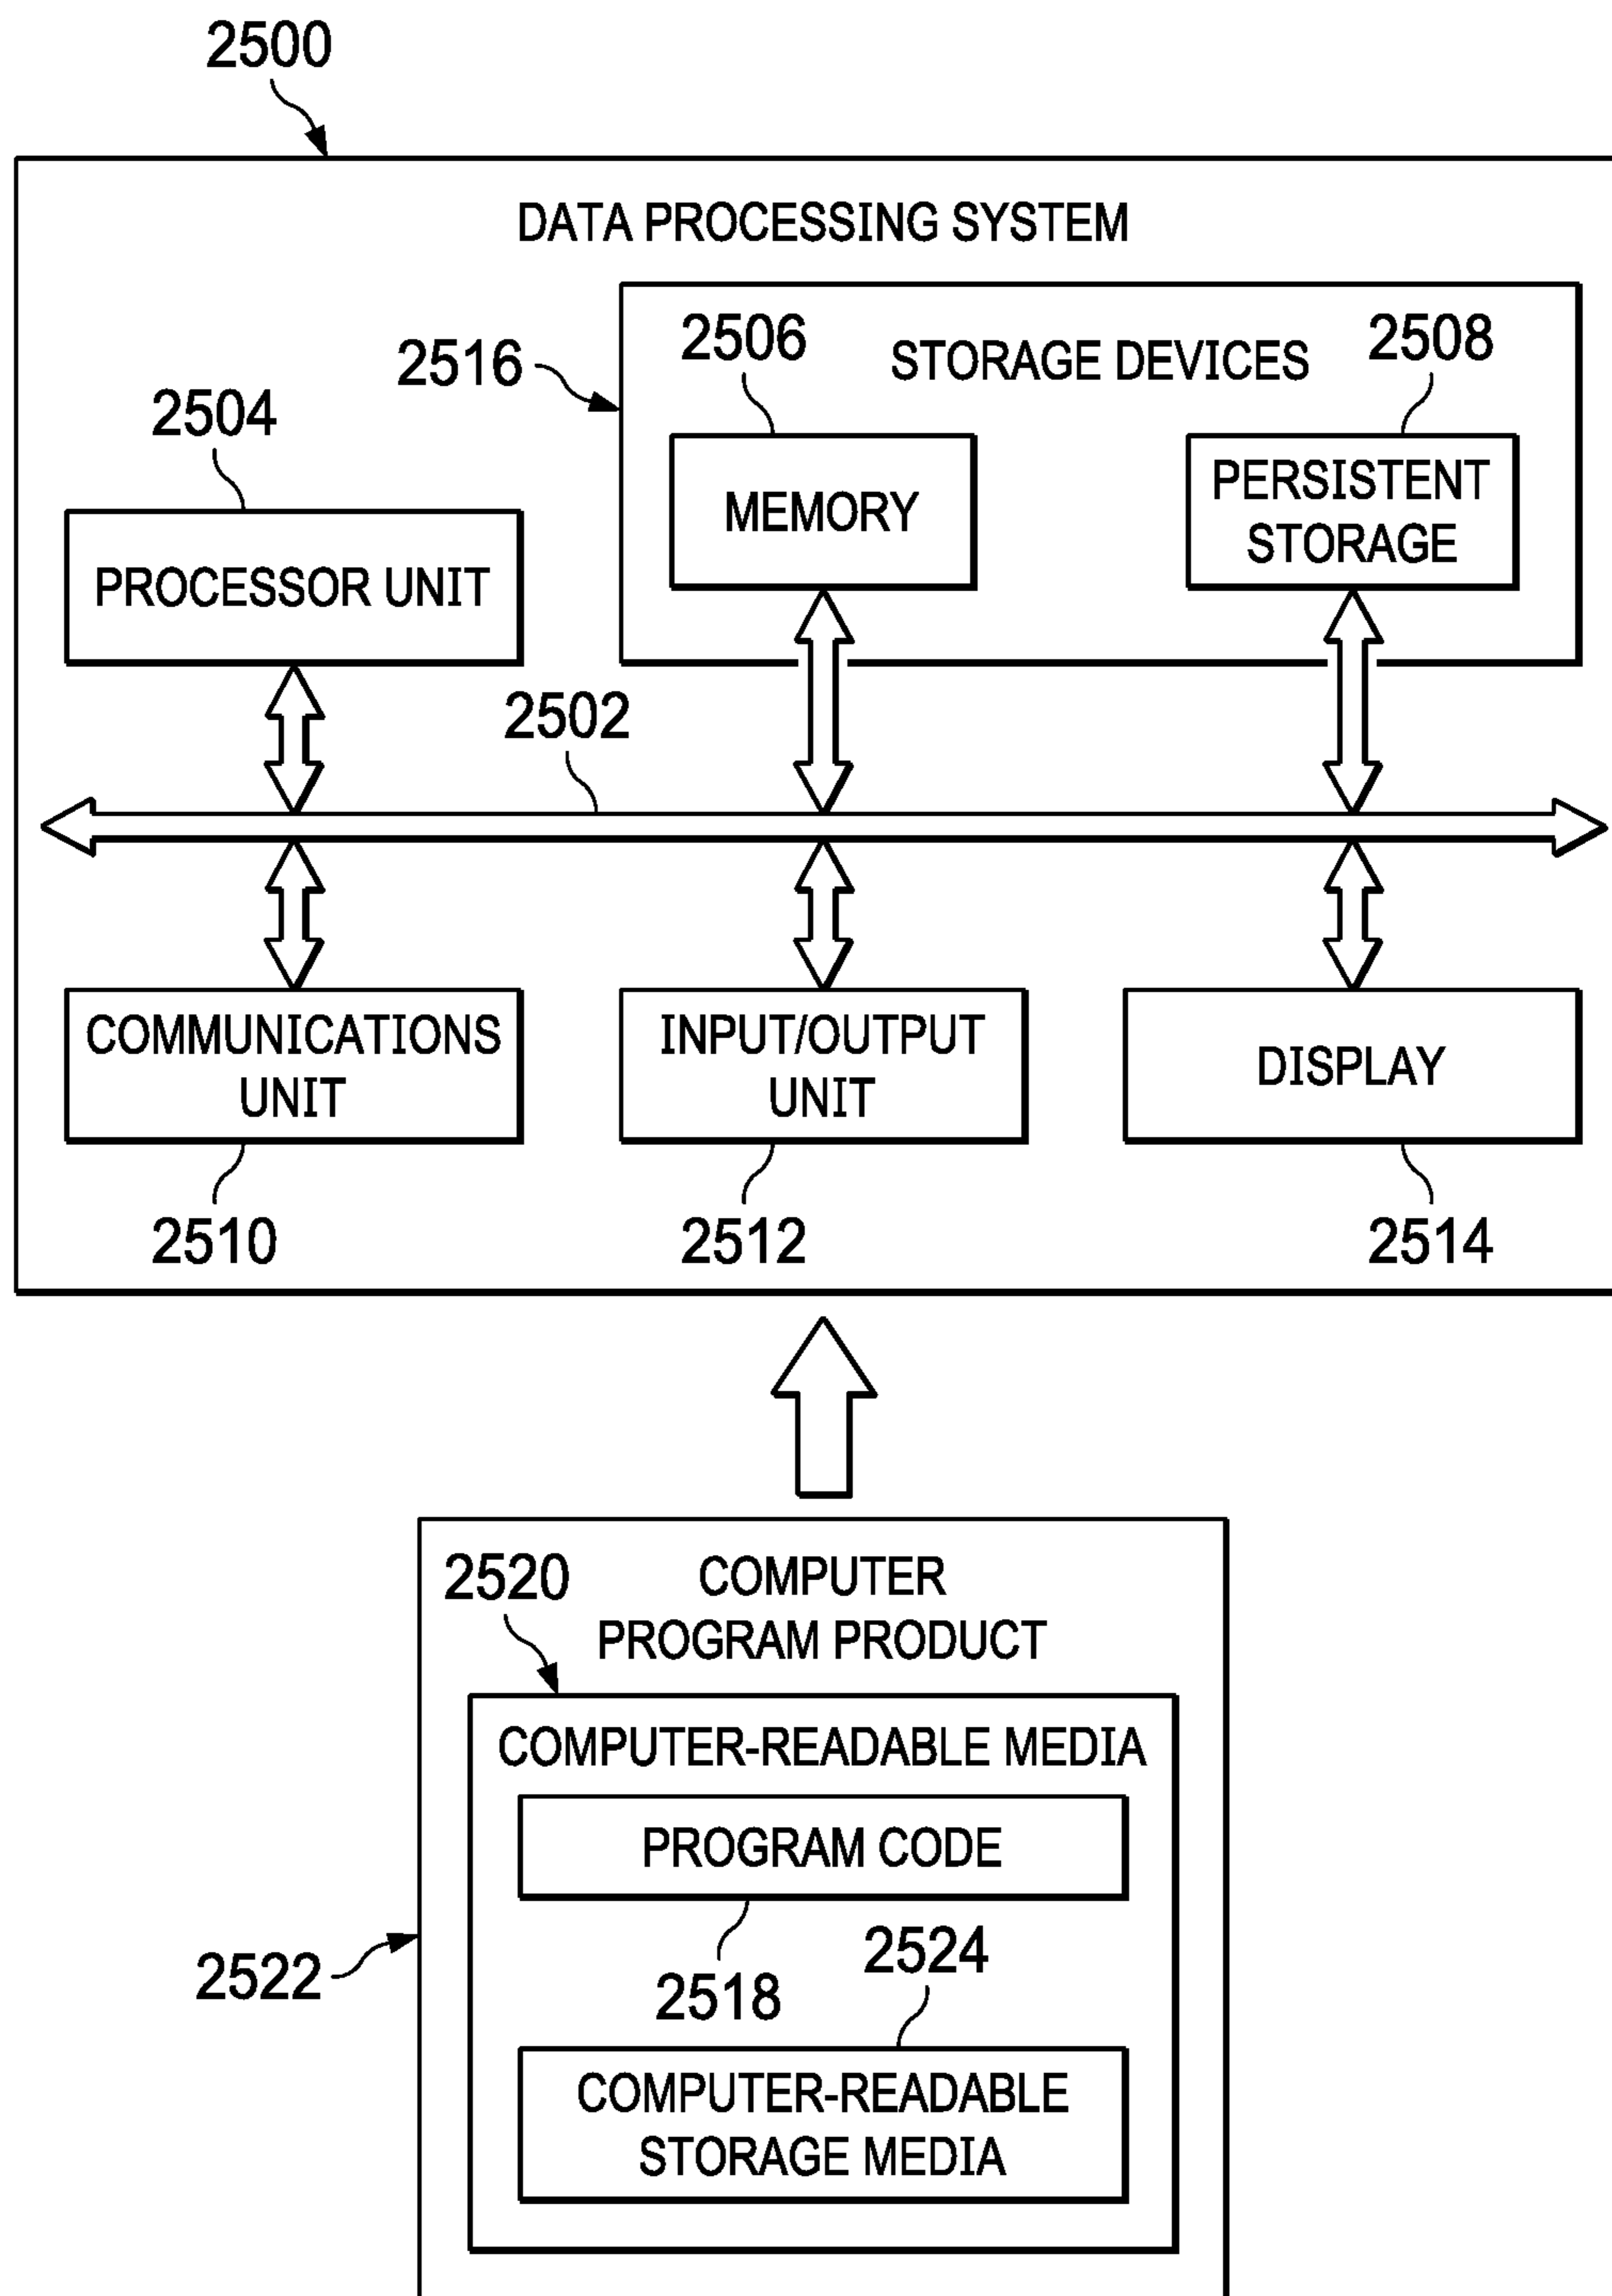 2500
DATA PROCESSING SYSTEM
2516
2506
STORAGE DEVICES
2508
2504
MEMORY
PERSISTENT
STORAGE
PROCESSOR UNIT
2502
COMMUNICATIONS
UNIT
INPUT/OUTPUT
UNIT
DISPLAY
2510
2512
2514
2520
COMPUTER
PROGRAM PRODUCT
COMPUTER-READABLE MEDIA
PROGRAM CODE
2522
2518
2524
COMPUTER-READABLE
STORAGE MEDIA